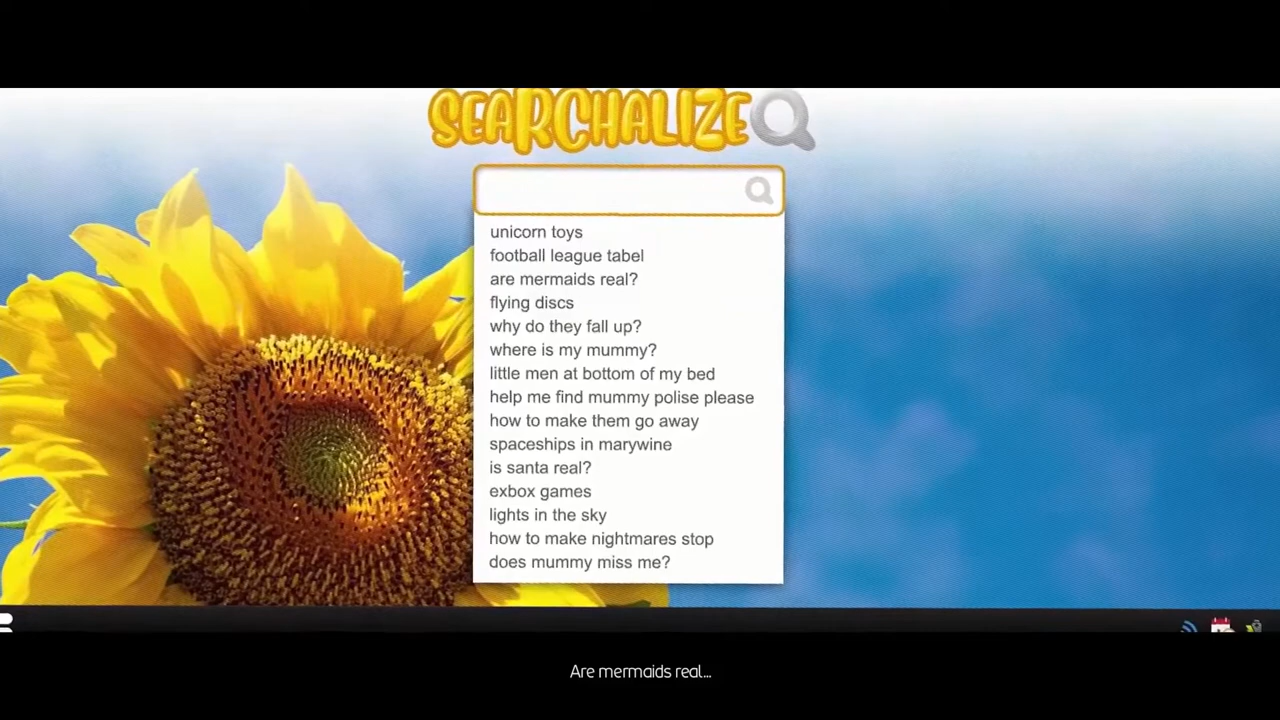 SEARCHALIZE
unicorn toys
football league tabel
are mermaids real?
flying discs
why do they fall up?
where is my mummy?
little men at bottom of my bed
help me find mummy polise please
how to make them go away
spaceships in marywine
is santa real?
exbox games
lights in the sky
how to make nightmares stop
does mummy miss me?
Are mermaids real...